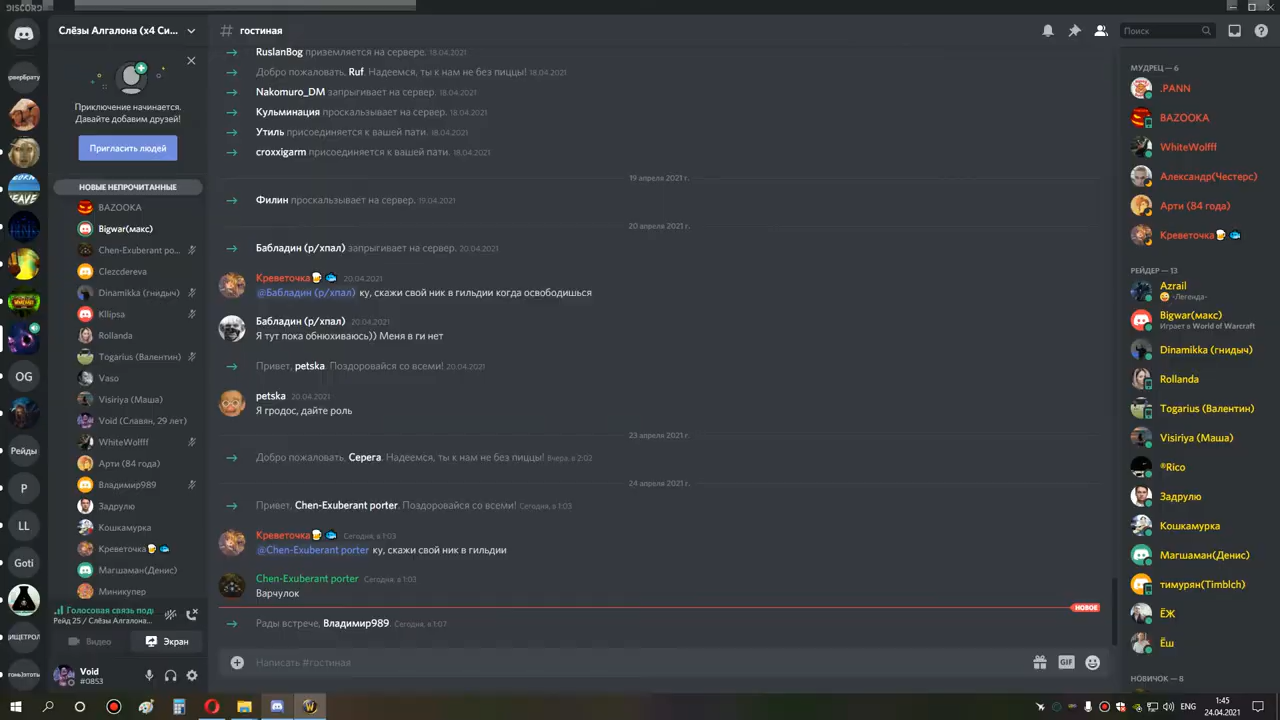 DISCORD
Слёзы Алгалона (x4 Си...
Приключение начинается.
Давайте добавим друзей!
Пригласить людей
НОВЫЕ НЕПРОЧИТАННЫЕ
BAZOOKA
Bigwar(макс)
Chen-Exuberant po...
Clezcdereva
Dinamikka (гнидыч)
Kllipsa
Rollanda
Togarius (Валентин)
Vaso
Visiriya (Маша)
Void (Славян, 29 лет)
WhiteWolfff
Арти (84 года)
Владимир989
Задрулю
Кошкамурка
Креветочка
Магшаман(Денис)
Миникупер
Голосовая связь под
Рейд 25 / Слёзы Алгалона...
Видео
Экран
Void
#0853
OG
Рейды
P
LL
Goti
# гостиная
Поиск
RuslanBog приземляется на сервере. 18.04.2021
Добро пожаловать, Ruf. Надеемся, ты к нам не без пиццы! 18.04.2021
Nakomuro_DM запрыгивает на сервер. 18.04.2021
Кульминация проскальзывает на сервер. 18.04.2021
Утиль присоединяется к вашей пати. 18.04.2021
croxxigarm присоединяется к вашей пати. 18.04.2021
19 апреля 2021 г.
Филин проскальзывает на сервер. 19.04.2021
20 апреля 2021 г.
Бабладин (р/хпал) запрыгивает на сервер. 20.04.2021
Креветочка 20.04.2021
@Бабладин (р/хпал) ку, скажи свой ник в гильдии когда освободишься
Бабладин (р/хпал) 20.04.2021
Я тут пока обнюхиваюсь)) Меня в ги нет
Привет, petska. Поздоровайся со всеми! 20.04.2021
petska 20.04.2021
Я гродос, дайте роль
23 апреля 2021 г.
Добро пожаловать, Серега. Надеемся, ты к нам не без пиццы! Вчера, в 2:02
24 апреля 2021 г.
Привет, Chen-Exuberant porter. Поздоровайся со всеми! Сегодня, в 1:03
Креветочка Сегодня, в 1:03
@Chen-Exuberant porter ку, скажи свой ник в гильдии
Chen-Exuberant porter Сегодня, в 1:03
Варчулок
НОВОЕ
Рады встрече, Владимир989 Сегодня, в 1:07
Написать #гостиная
GIF
МУДРЕЦ — 6
.PANN
BAZOOKA
WhiteWolfff
Александр(Честерс)
Арти (84 года)
Креветочка
РЕЙДЕР — 13
Azrail
-Легенда-
Bigwar(макс)
Играет в World of Warcraft
Dinamikka (гнидыч)
Rollanda
Togarius (Валентин)
Visiriya (Маша)
®Rico
Задрулю
Кошкамурка
Магшаман(Денис)
тимурян(Timblch)
ЁЖ
Ёш
НОВИЧОК — 8
ENG
1:45
24.04.2021